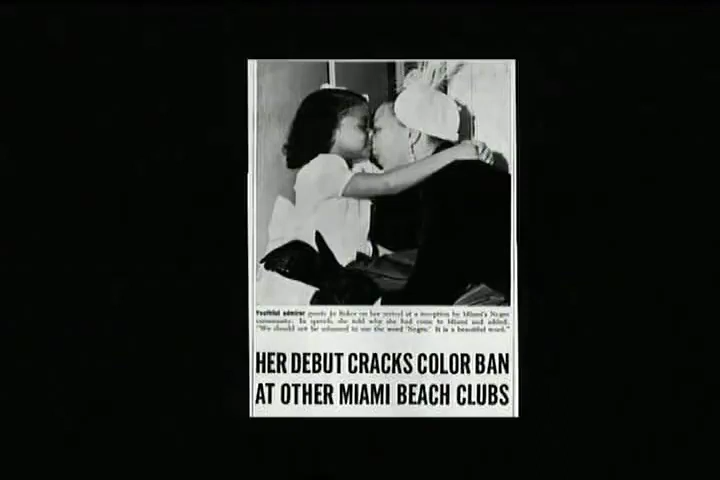 Youthful admirer greets Jo Baker on her arrival at a reception by Miami's Negro
community. In speech, she told why she had come to Miami and added,
"We should not be ashamed to use the word 'Negro.' It is a beautiful word."
HER DEBUT CRACKS COLOR BAN
AT OTHER MIAMI BEACH CLUBS